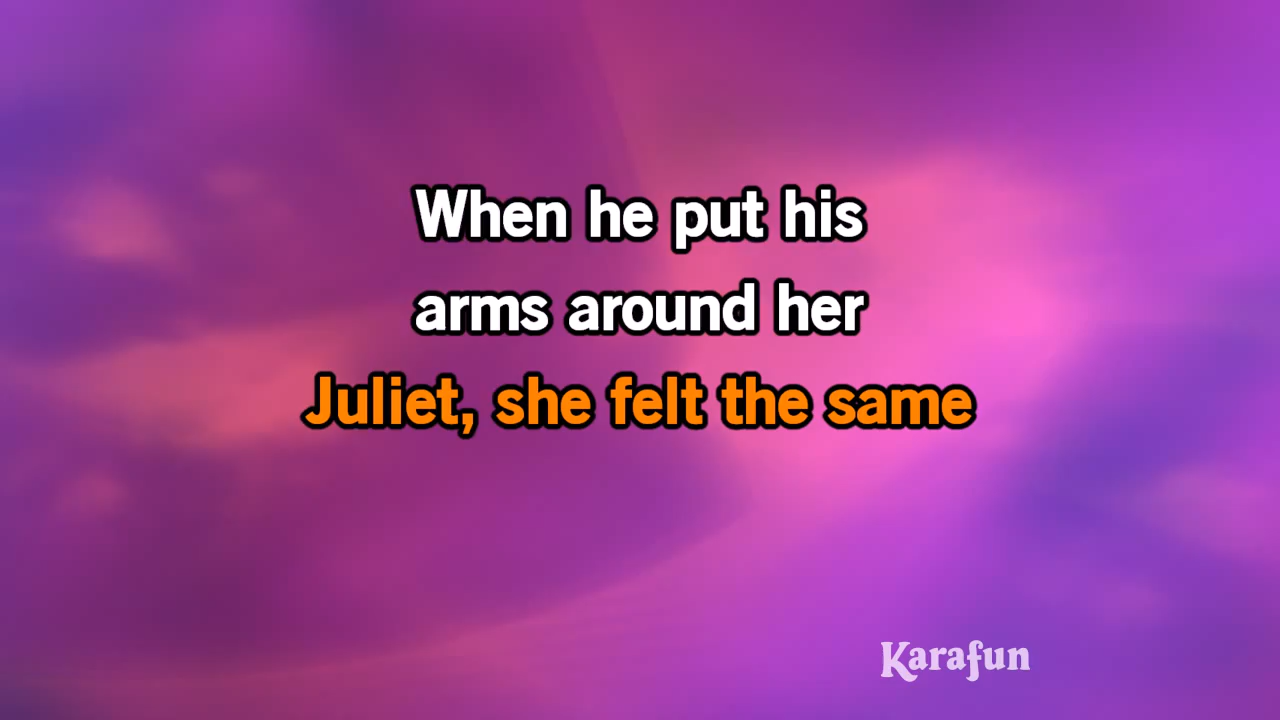 When he put his
arms around her
Juliet, she felt the same
Karafun